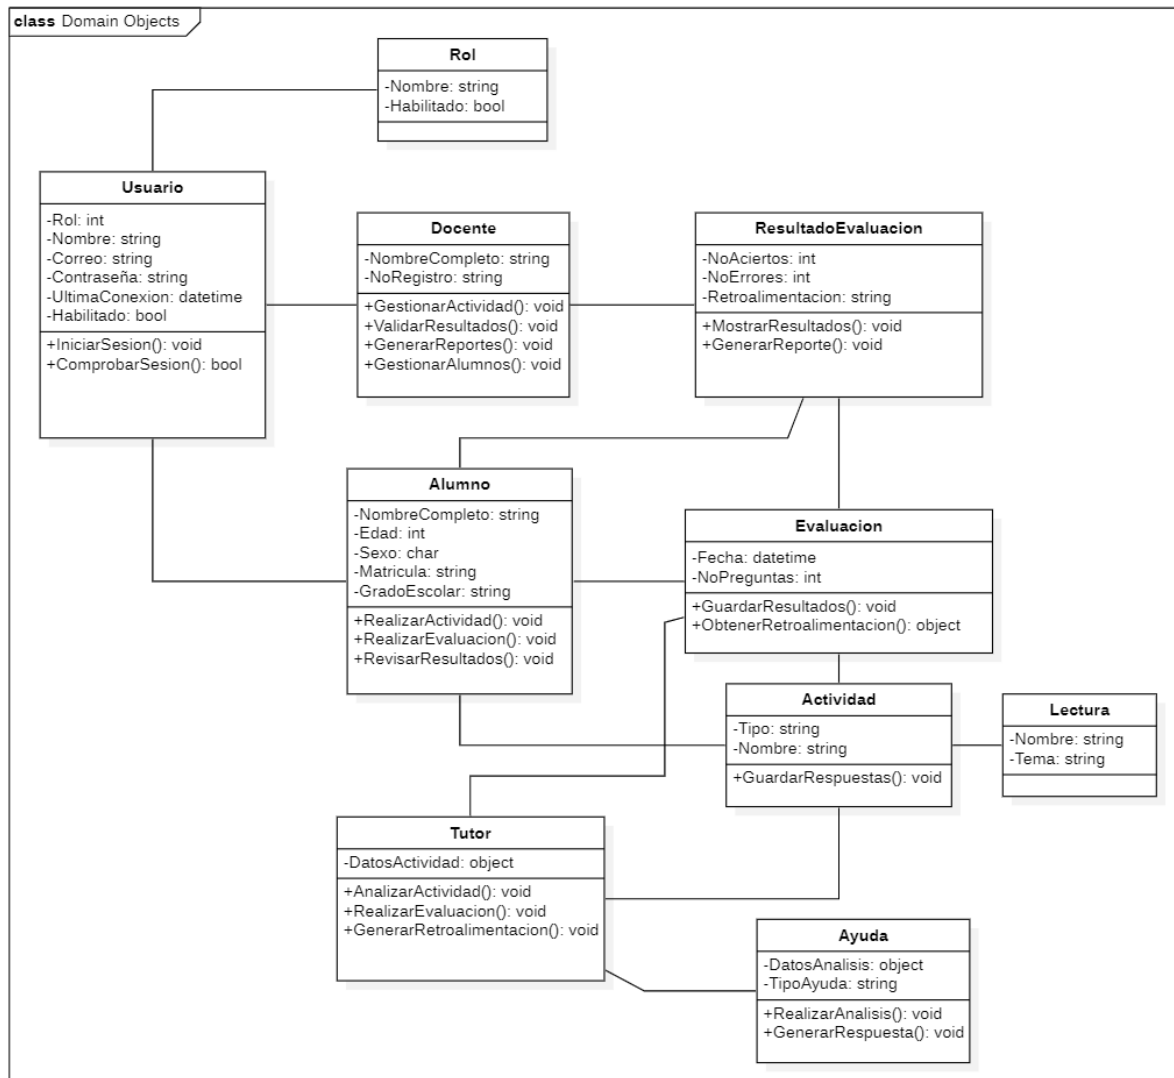 class Domain Objects
Rol
-Nombre: string
-Habilitado: bool
Usuario
-Rol: int
-Nombre: string
-Correo: string
-Contraseña: string
-UltimaConexion: datetime
-Habilitado: bool
+IniciarSesion(): void
+ComprobarSesion(): bool
Docente
-NombreCompleto: string
-NoRegistro: string
+GestionarActividad(): void
+ValidarResultados(): void
+GenerarReportes(): void
+GestionarAlumnos(): void
ResultadoEvaluacion
-NoAciertos: int
-NoErrores: int
-Retroalimentacion: string
+MostrarResultados(): void
+GenerarReporte(): void
Alumno
-NombreCompleto: string
-Edad: int
-Sexo: char
-Matricula: string
-GradoEscolar: string
+RealizarActividad(): void
+RealizarEvaluacion(): void
+RevisarResultados(): void
Evaluacion
-Fecha: datetime
-NoPreguntas: int
+GuardarResultados(): void
+ObtenerRetroalimentacion(): object
Actividad
-Tipo: string
-Nombre: string
+GuardarRespuestas(): void
Lectura
-Nombre: string
-Tema: string
Tutor
-DatosActividad: object
+AnalizarActividad(): void
+RealizarEvaluacion(): void
+GenerarRetroalimentacion(): void
Ayuda
-DatosAnalisis: object
-TipoAyuda: string
+RealizarAnalisis(): void
+GenerarRespuesta(): void